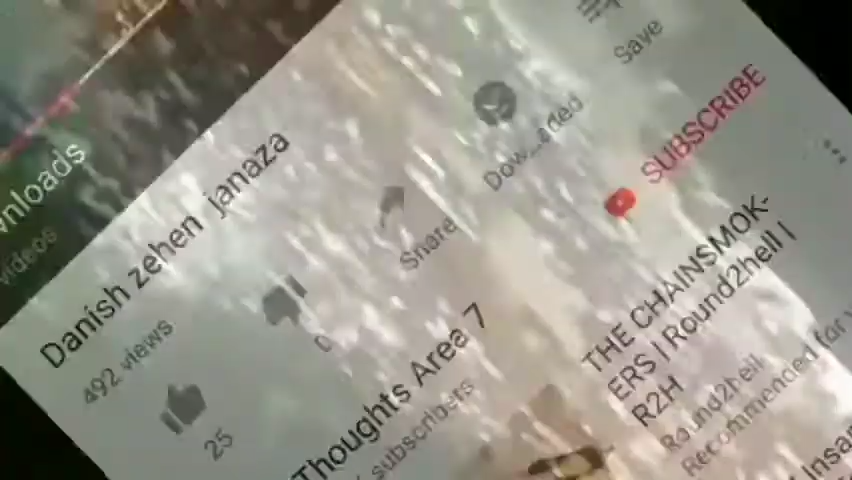 nloads
videos
Danish zehen janaza
492 views
25
0
Share
Save
Thoughts Area 7
subscribers
SUBSCRIBE
THE CHAINSMOK-
ERS | Round2hell |
R2H
Round2hell
Recommended for